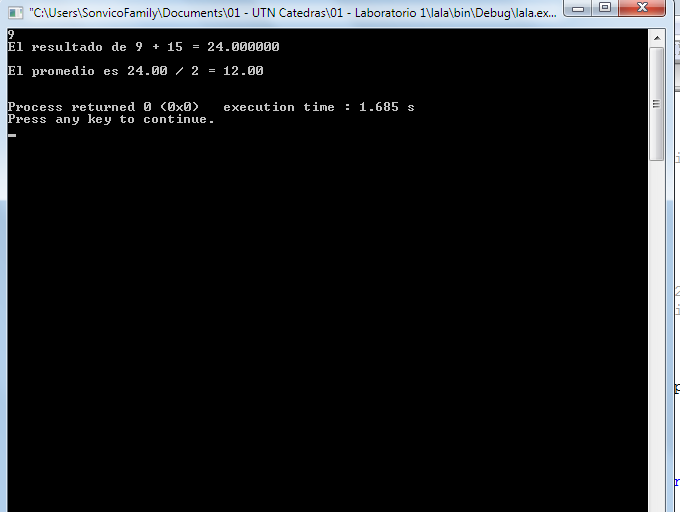 "C:\Users\SonvicoFamily\Documents\01 - UTN Catedras\01 - Laboratorio 1\lala\bin\Debug\lala.ex...
9
El resultado de 9 + 15 = 24.000000
El promedio es 24.00 / 2 = 12.00
Process returned 0 (0x0)   execution time : 1.685 s
Press any key to continue.